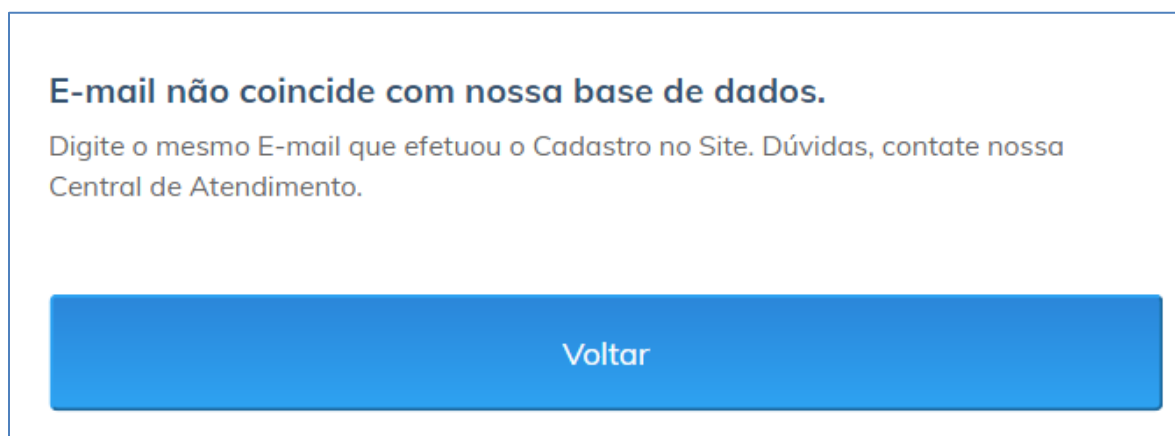 E-mail não coincide com nossa base de dados.
Digite o mesmo E-mail que efetuou o Cadastro no Site. Dúvidas, contate nossa
Central de Atendimento.
Voltar